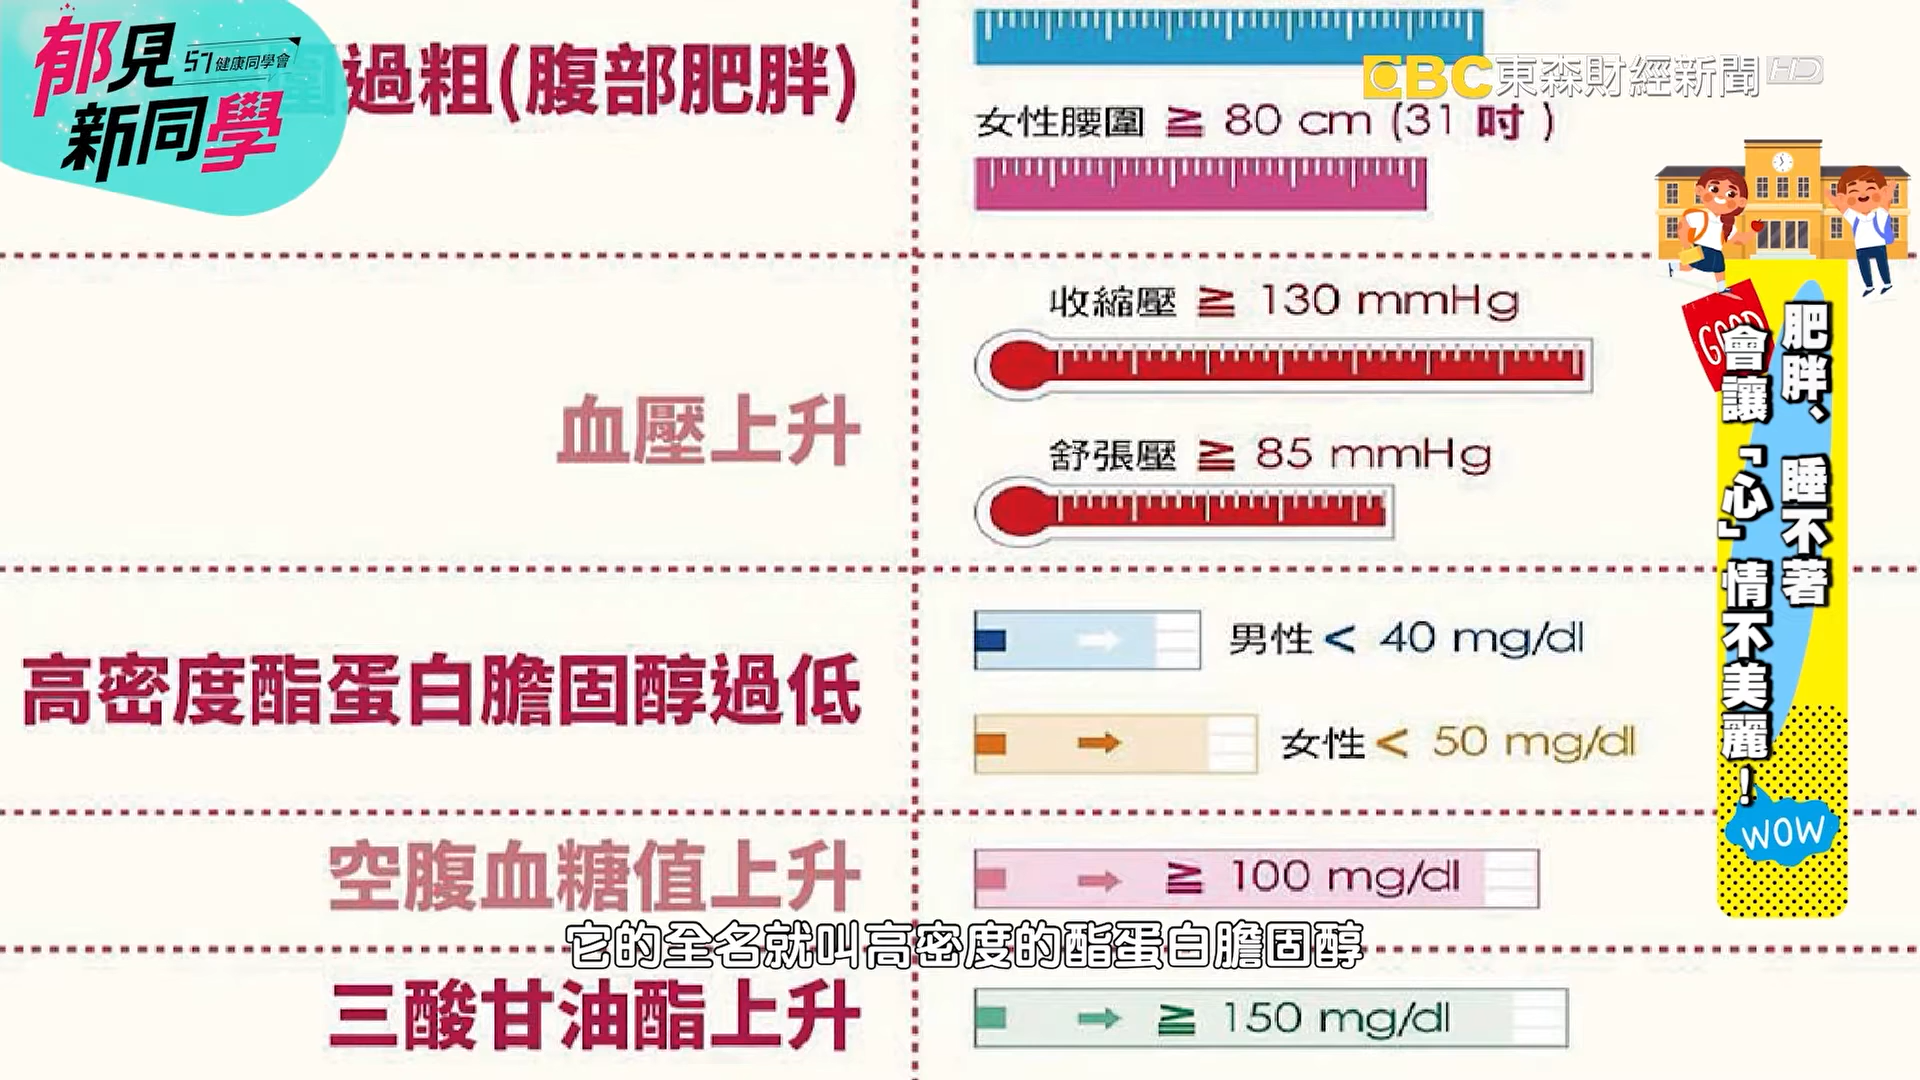 郁見
57健康同學會
新同學
過粗(腹部肥胖)
EBC東森財經新聞HD
女性腰圍 ≧ 80 cm (31 吋 )
收縮壓 ≧ 130 mmHg
血壓上升
舒張壓 ≧ 85 mmHg
高密度酯蛋白膽固醇過低
男性 < 40 mg/dl
女性 < 50 mg/dl
空腹血糖值上升
≧ 100 mg/dl
三酸甘油酯上升
≧ 150 mg/dl
它的全名就叫高密度的酯蛋白膽固醇
GOOD
肥胖、睡不著
會讓「心」情不美麗！
WOW